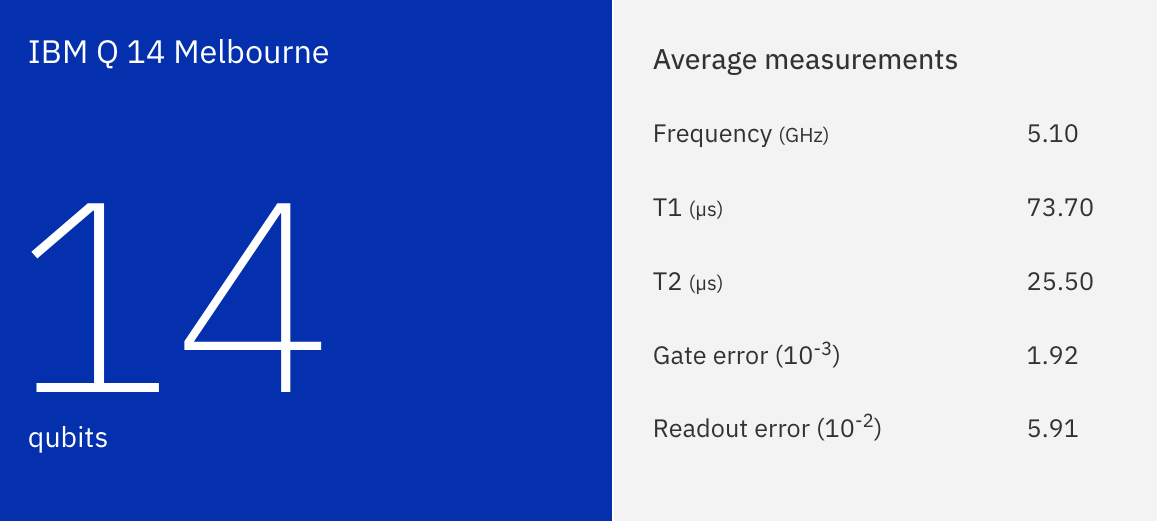 IBM Q 14 Melbourne
14
qubits
Average measurements
Frequency (GHz) 5.10
T1 (µs) 73.70
T2 (µs) 25.50
Gate error (10⁻³) 1.92
Readout error (10⁻²) 5.91